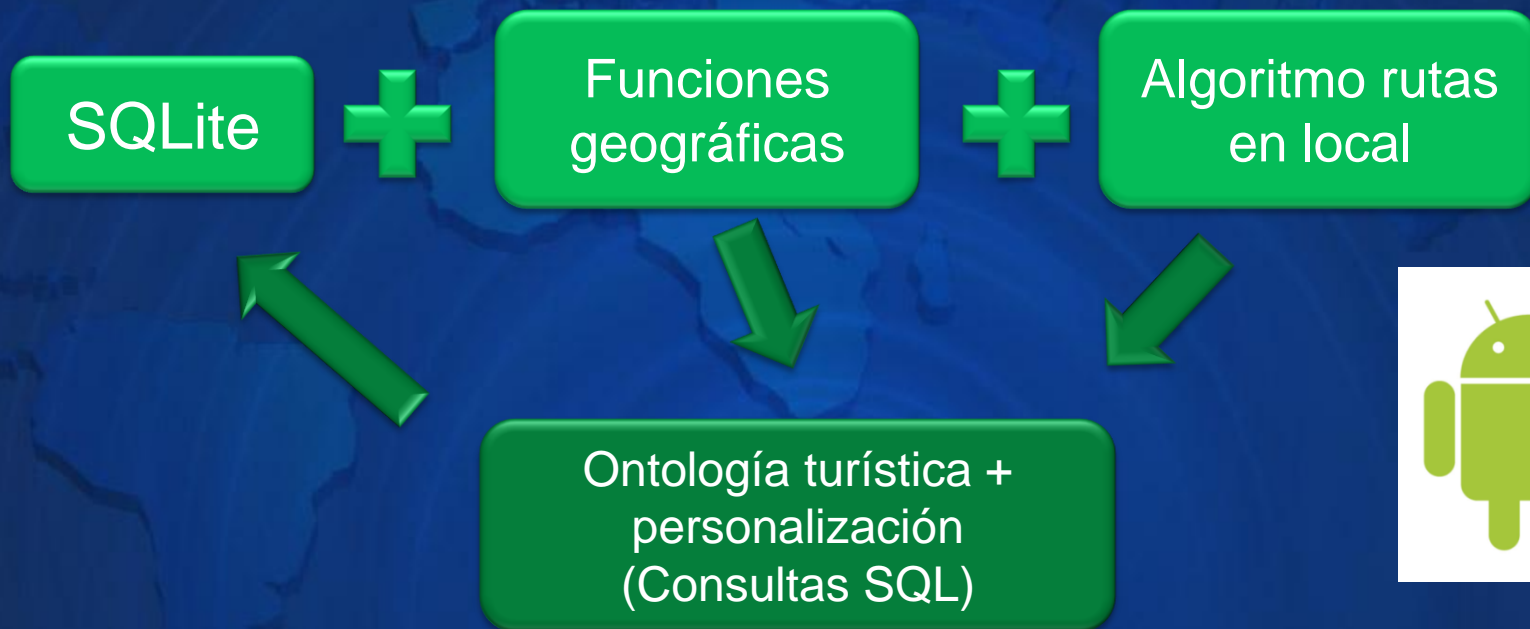 SQLite
Funciones
geográficas
Algoritmo rutas
en local
Ontología turística +
personalización
(Consultas SQL)